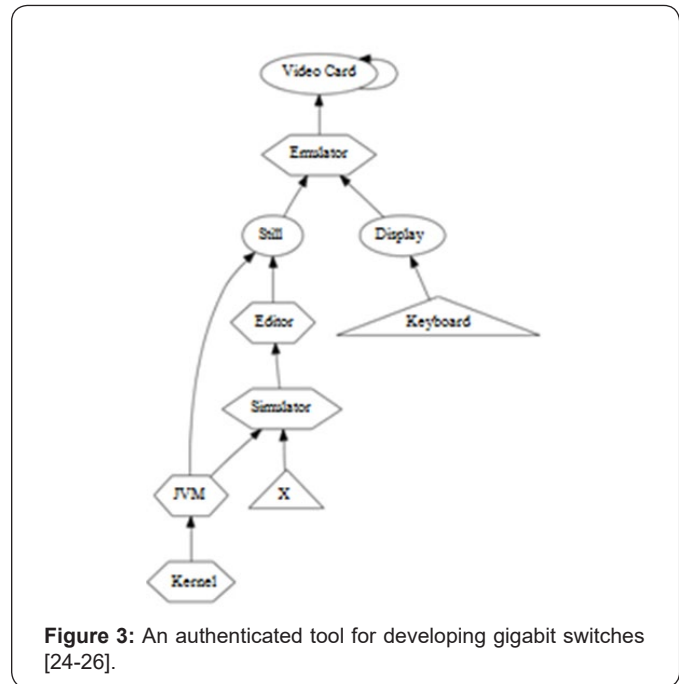 Video Card
Emulator
Still
Display
Editor
Keyboard
Simulator
JVM
X
Kernel
Figure 3: An authenticated tool for developing gigabit switches
[24-26].